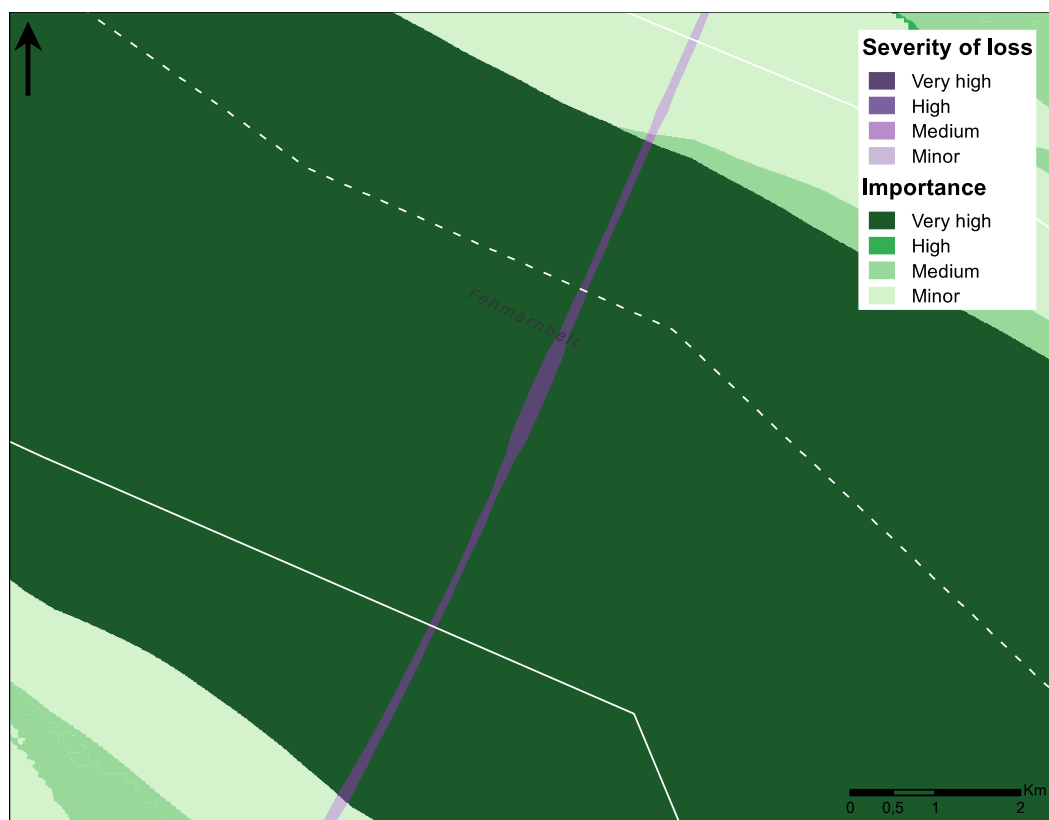 Severity of loss
Very high
High
Medium
Minor
Importance
Very high
High
Medium
Minor
Fehmarnbelt
Km
0 0,5 1 2